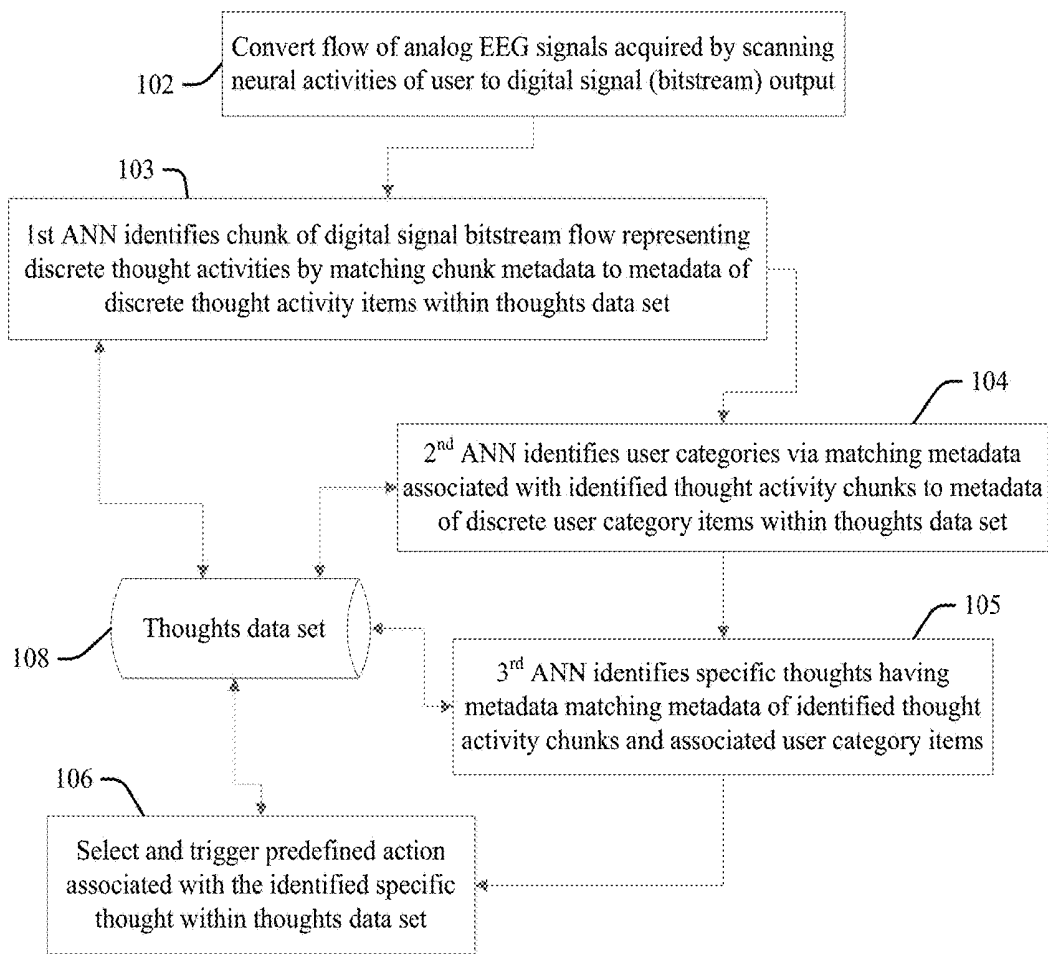 102
Convert flow of analog EEG signals acquired by scanning
neural activities of user to digital signal (bitstream) output
103
1st ANN identifies chunk of digital signal bitstream flow representing
discrete thought activities by matching chunk metadata to metadata of
discrete thought activity items within thoughts data set
104
2nd ANN identifies user categories via matching metadata
associated with identified thought activity chunks to metadata
of discrete user category items within thoughts data set
108
Thoughts data set
105
3rd ANN identifies specific thoughts having
metadata matching metadata of identified thought
activity chunks and associated user category items
106
Select and trigger predefined action
associated with the identified specific
thought within thoughts data set